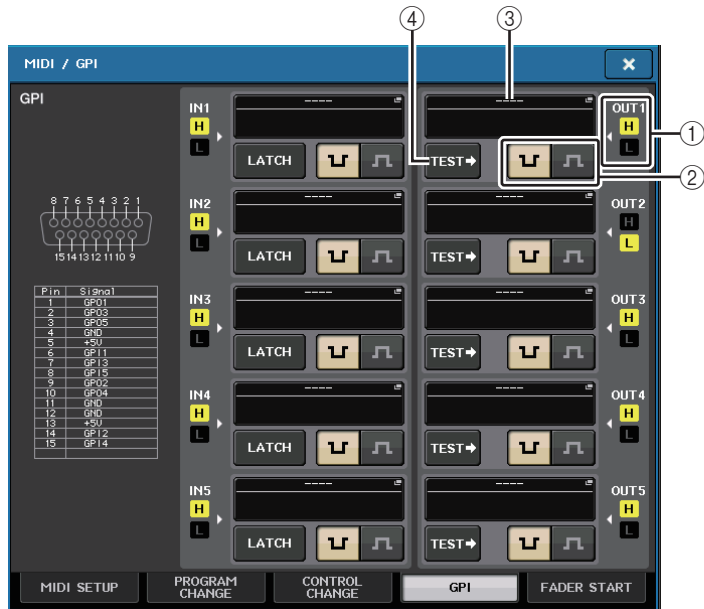 ④
③
MIDI / GPI
×
GPI
8 7 6 5 4 3 2 1
15 14 13 12 11 10 9
Pin Signal
1 GPO1
2 GPO3
3 GPO5
4 GND
5 +5V
6 GPI1
7 GPI3
8 GPI5
9 GPO2
10 GPO4
11 GND
12 GND
13 +5V
14 GPI2
15 GPI4
IN1
H
L
----
LATCH
----
TEST
OUT1
H
L
①
②
IN2
H
L
----
LATCH
----
TEST
OUT2
H
L
IN3
H
L
----
LATCH
----
TEST
OUT3
H
L
IN4
H
L
----
LATCH
----
TEST
OUT4
H
L
IN5
H
L
----
LATCH
----
TEST
OUT5
H
L
MIDI SETUP
PROGRAM
CHANGE
CONTROL
CHANGE
GPI
FADER START